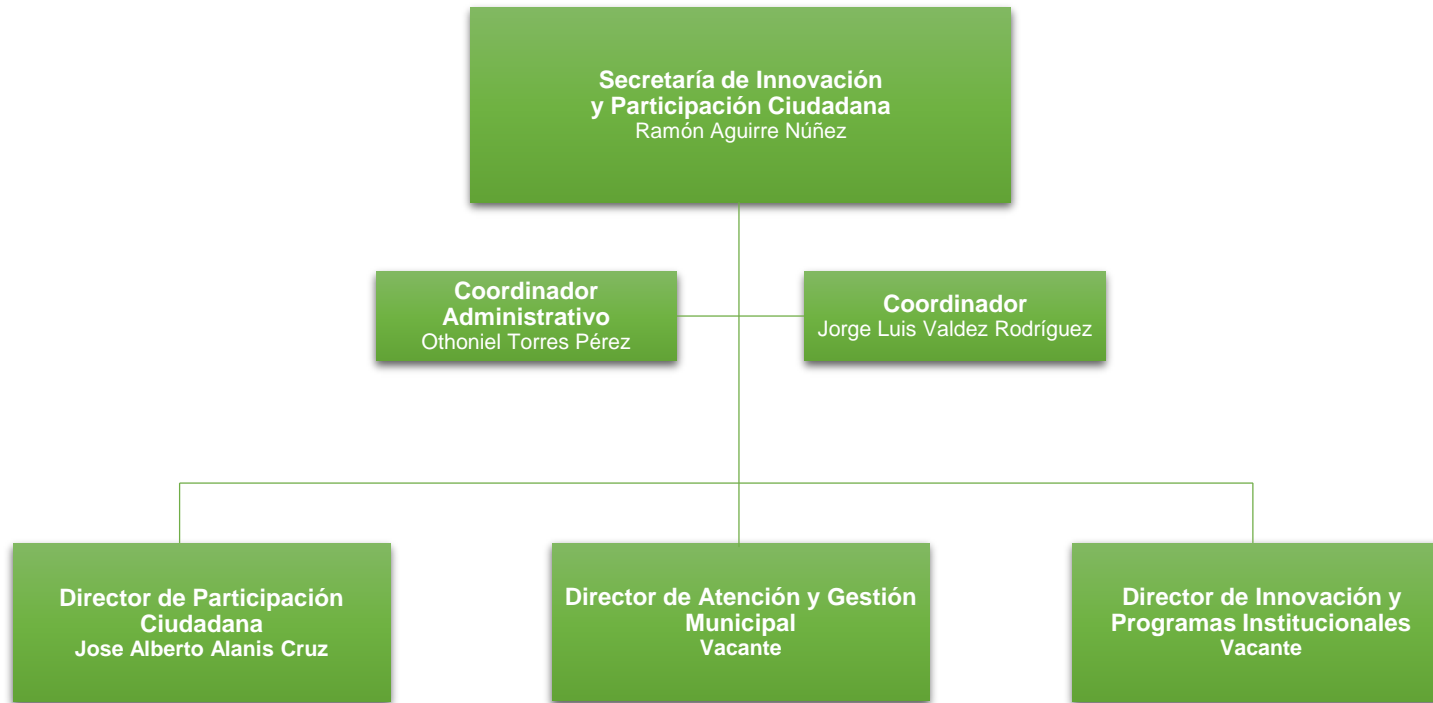 Secretaría de Innovación
y Participación Ciudadana
Ramón Aguirre Núñez
Coordinador
Administrativo
Othoniel Torres Pérez
Coordinador
Jorge Luis Valdez Rodríguez
Director de Participación
Ciudadana
Jose Alberto Alanis Cruz
Director de Atención y Gestión
Municipal
Vacante
Director de Innovación y
Programas Institucionales
Vacante